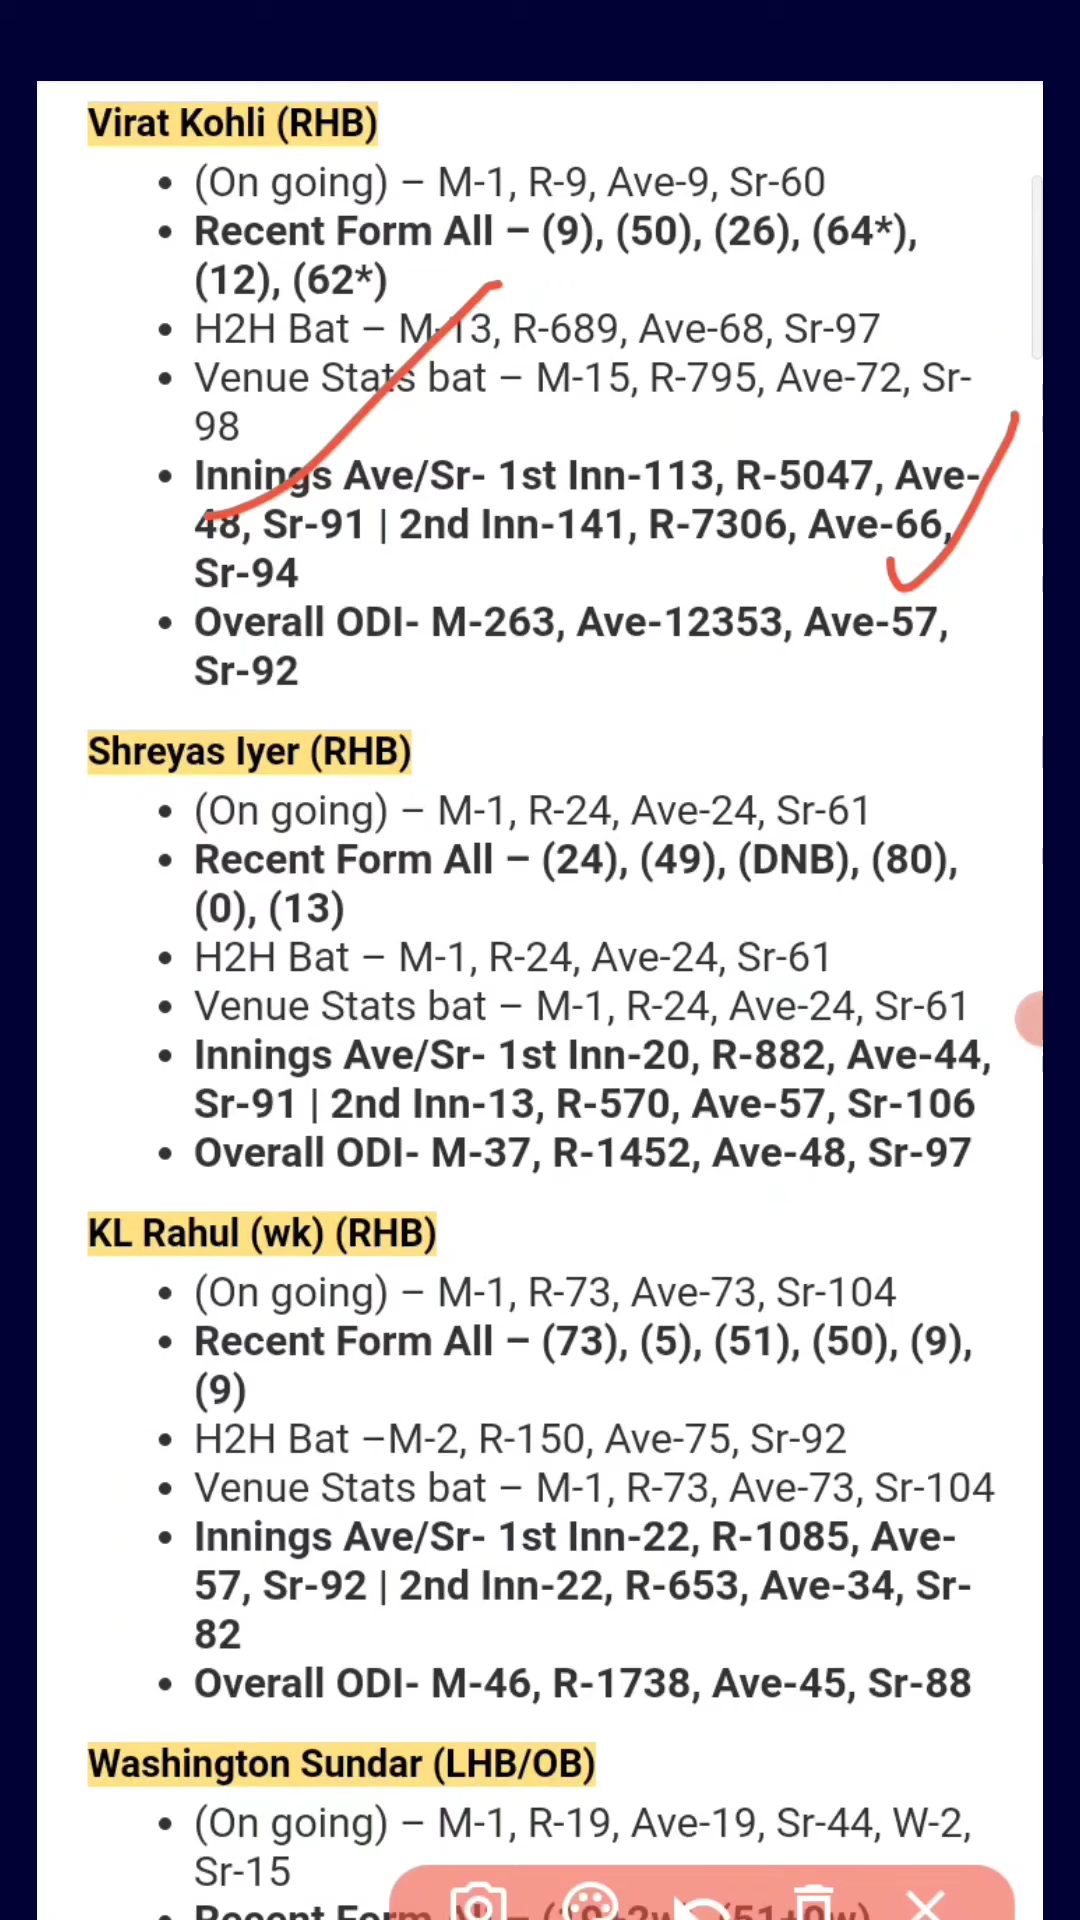 Virat Kohli (RHB)
• (On going) – M-1, R-9, Ave-9, Sr-60
• Recent Form All – (9), (50), (26), (64*),
(12), (62*)
• H2H Bat – M-13, R-689, Ave-68, Sr-97
• Venue Stats bat – M-15, R-795, Ave-72, Sr-
98
• Innings Ave/Sr- 1st Inn-113, R-5047, Ave-
48, Sr-91 | 2nd Inn-141, R-7306, Ave-66,
Sr-94
• Overall ODI- M-263, Ave-12353, Ave-57,
Sr-92
Shreyas Iyer (RHB)
• (On going) – M-1, R-24, Ave-24, Sr-61
• Recent Form All – (24), (49), (DNB), (80),
(0), (13)
• H2H Bat – M-1, R-24, Ave-24, Sr-61
• Venue Stats bat – M-1, R-24, Ave-24, Sr-61
• Innings Ave/Sr- 1st Inn-20, R-882, Ave-44,
Sr-91 | 2nd Inn-13, R-570, Ave-57, Sr-106
• Overall ODI- M-37, R-1452, Ave-48, Sr-97
KL Rahul (wk) (RHB)
• (On going) – M-1, R-73, Ave-73, Sr-104
• Recent Form All – (73), (5), (51), (50), (9),
(9)
• H2H Bat –M-2, R-150, Ave-75, Sr-92
• Venue Stats bat – M-1, R-73, Ave-73, Sr-104
• Innings Ave/Sr- 1st Inn-22, R-1085, Ave-
57, Sr-92 | 2nd Inn-22, R-653, Ave-34, Sr-
82
• Overall ODI- M-46, R-1738, Ave-45, Sr-88
Washington Sundar (LHB/OB)
• (On going) – M-1, R-19, Ave-19, Sr-44, W-2,
Sr-15
• Recent Form